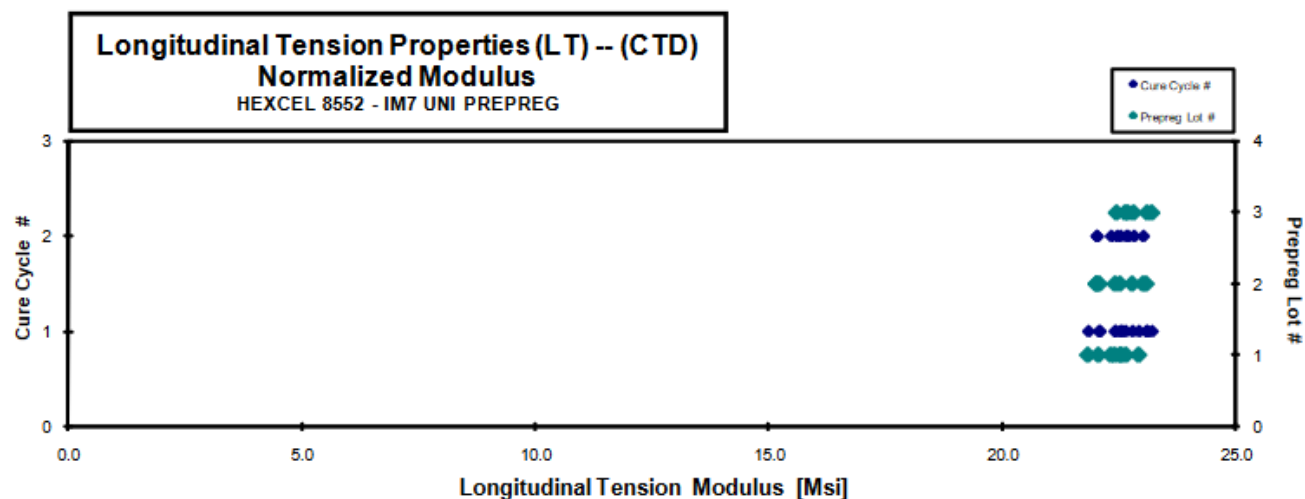 Longitudinal Tension Properties (LT) -- (CTD)
Normalized Modulus
HEXCEL 8552 - IM7 UNI PREPREG
Cure Cycle #
Prepreg Lot #
3
2
1
0
Cure Cycle #
4
3
2
1
0
Prepreg Lot #
0.0 5.0 10.0 15.0 20.0 25.0
Longitudinal Tension Modulus [Msi]